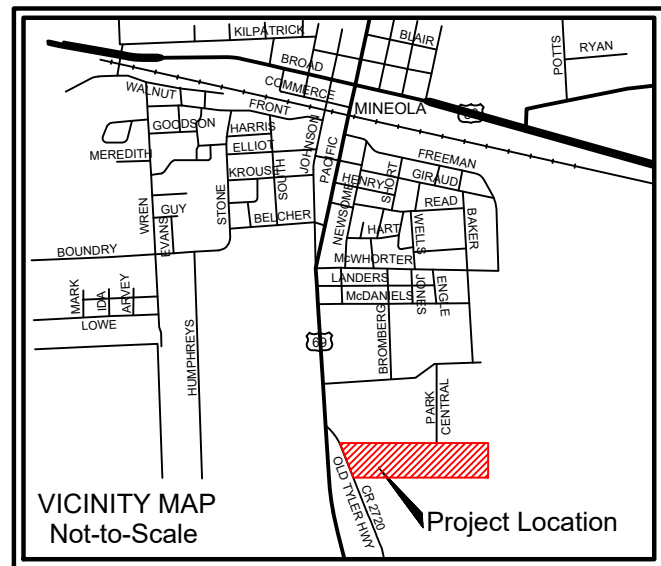 KILPATRICK
BLAIR
POTTS
RYAN
BROAD
COMMERCE
WALNUT
FRONT
MINEOLA
GOODSON
HARRIS
JOHNSON
PACIFIC
MEREDITH
ELLIOT
FREEMAN
KROUSE
SOUTH
HENRY
SHORT
GIRAUD
WREN
GUY
STONE
BELCHER
NEWSOME
READ
WELLS
BAKER
EVANS
HART
BOUNDRY
McWHORTER
MARK
IDA
ARVEY
LANDERS
JONES
ENGLE
McDANIELS
LOWE
HUMPHREYS
69
BROMBERG
PARK
CENTRAL
OLD TYLER HWY
CR 2720
VICINITY MAP
Not-to-Scale
Project Location